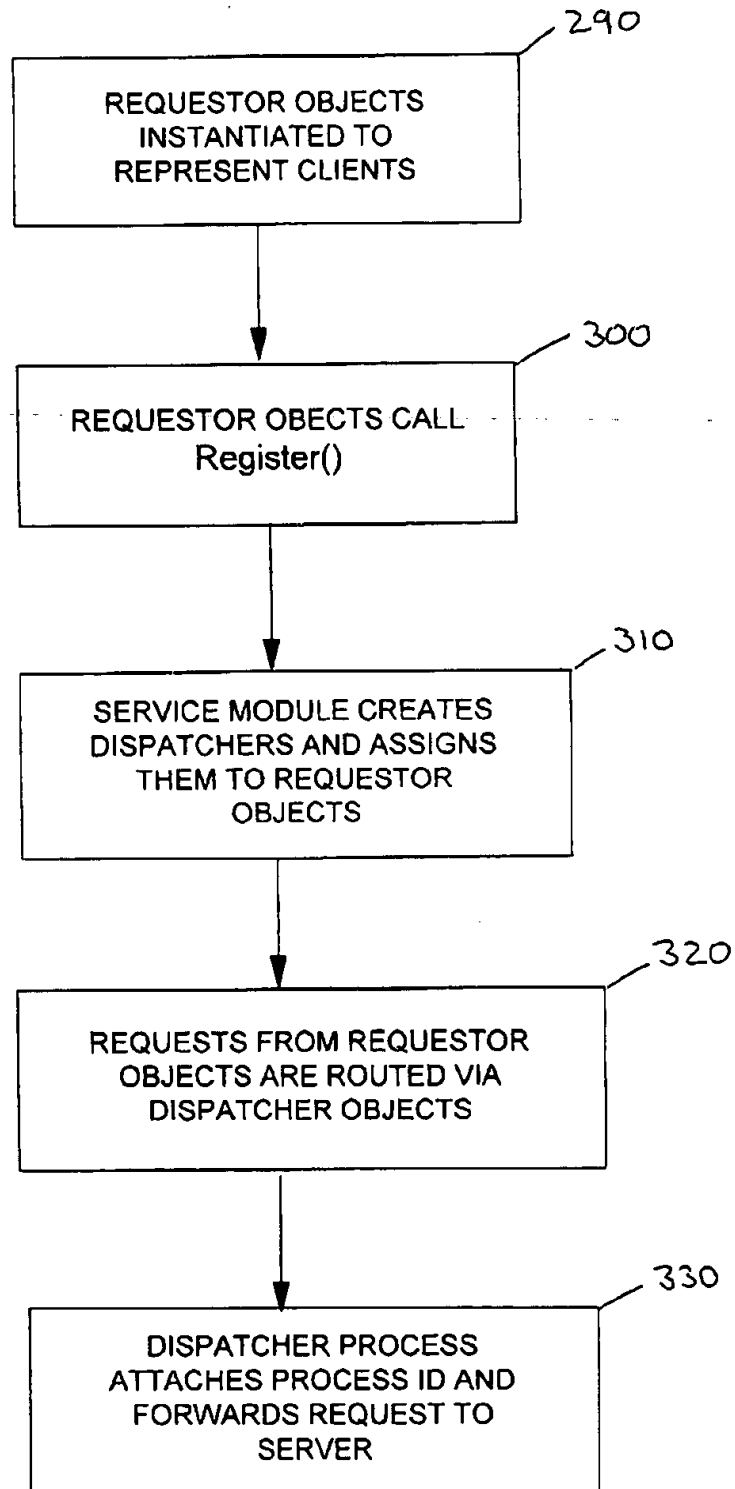 290
REQUESTOR OBJECTS
INSTANTIATED TO
REPRESENT CLIENTS
300
REQUESTOR OBECTS CALL
Register()
310
SERVICE MODULE CREATES
DISPATCHERS AND ASSIGNS
THEM TO REQUESTOR
OBJECTS
320
REQUESTS FROM REQUESTOR
OBJECTS ARE ROUTED VIA
DISPATCHER OBJECTS
330
DISPATCHER PROCESS
ATTACHES PROCESS ID AND
FORWARDS REQUEST TO
SERVER